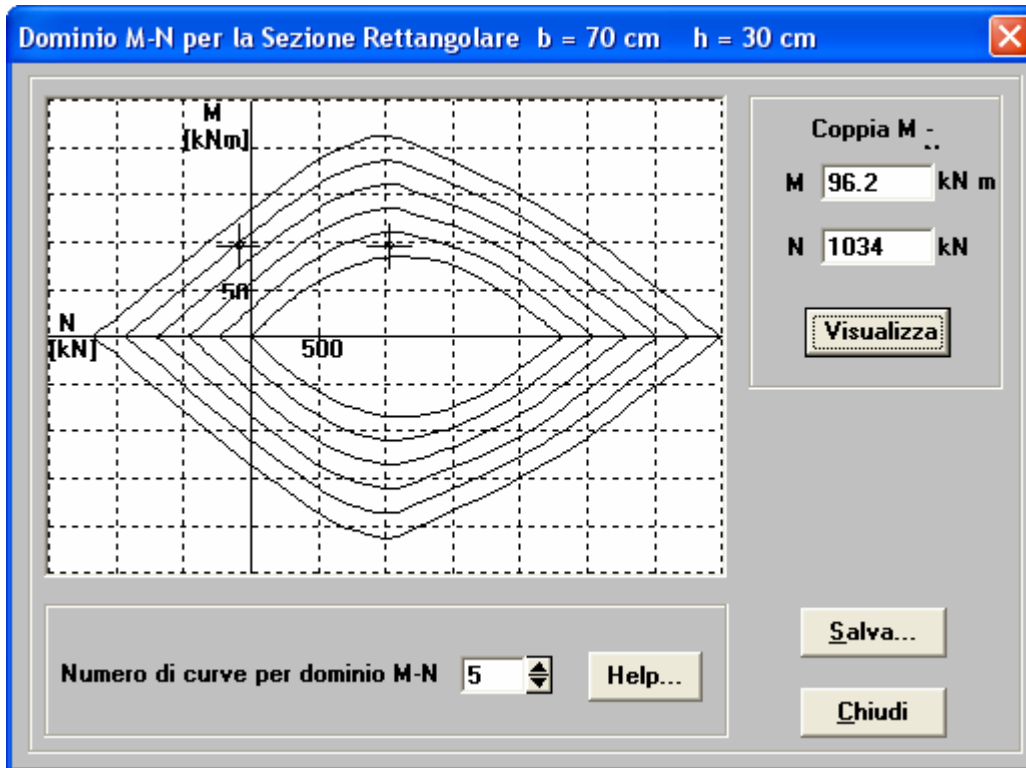 Dominio M-N per la Sezione Rettangolare b = 70 cm h = 30 cm
M
[kNm]
50
N
[kN]
500
Coppia M -
M 96.2 kN m
N 1034 kN
Visualizza
Numero di curve per dominio M-N 5 Help...
Salva...
Chiudi